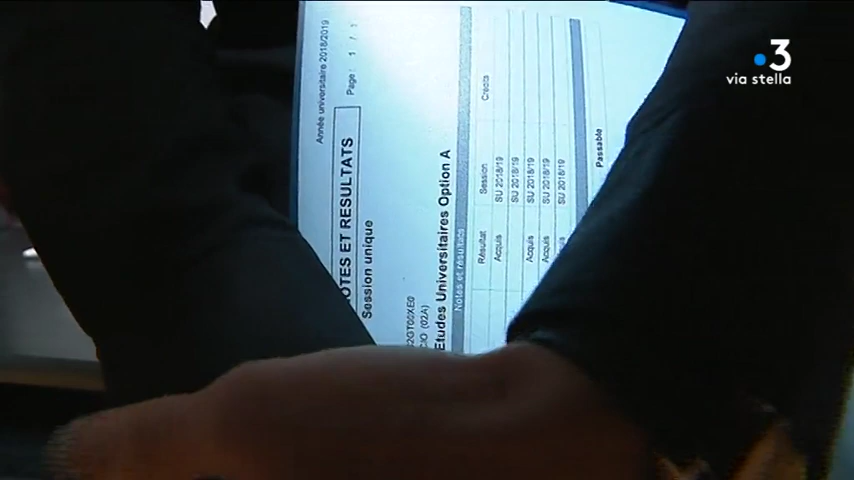 3
via stella
Année universitaire 2018/2019
Page: 1 / 1
OTES ET RESULTATS
Session unique
Etudes Universitaires Option A
Notes et résultats
Résultat Session Crédits
Acquis SU 2018/19
SU 2018/19
Acquis SU 2018/19
Acquis SU 2018/19
SU 2018/19
Passable